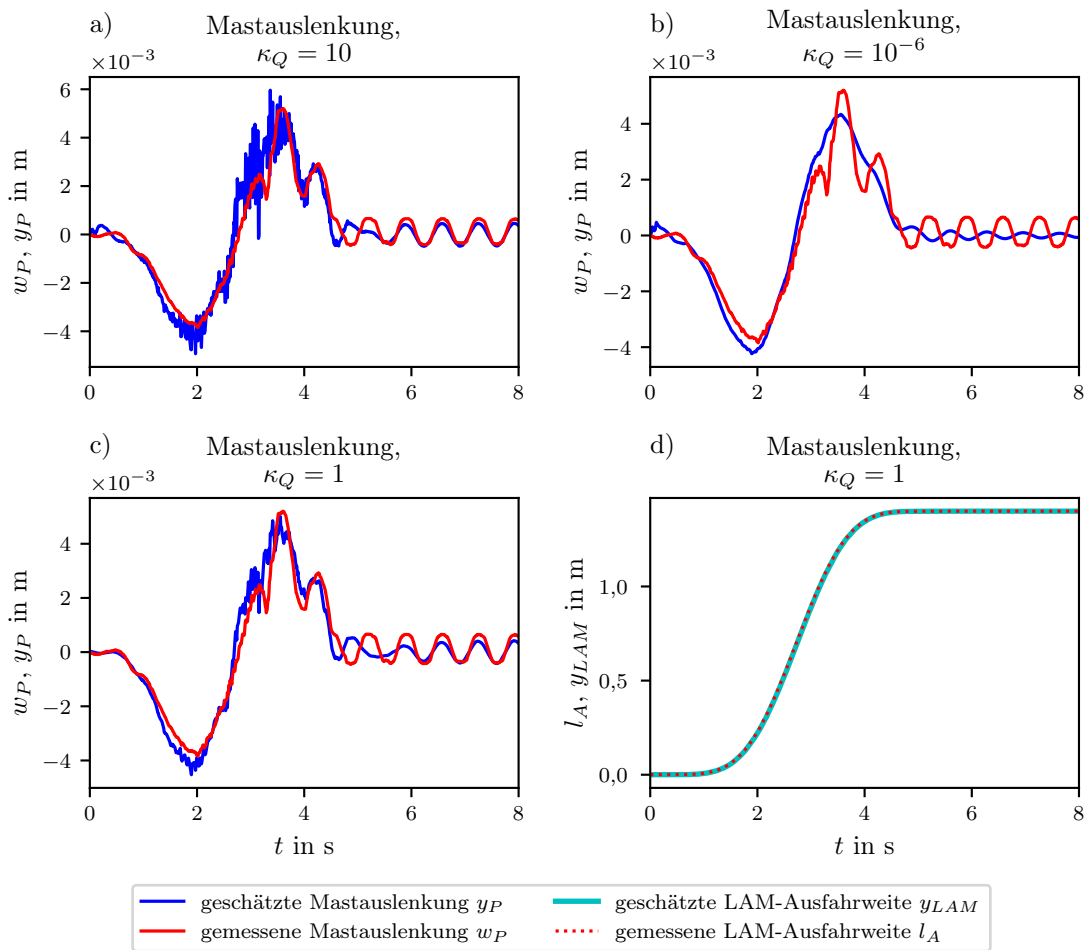 a)
Mastauslenkung,
κ_Q = 10
×10⁻³
6
4
2
0
−2
−4
w_P, y_P in m
0 2 4 6 8
b)
Mastauslenkung,
κ_Q = 10⁻⁶
×10⁻³
4
2
0
−2
−4
w_P, y_P in m
0 2 4 6 8
c)
Mastauslenkung,
κ_Q = 1
×10⁻³
4
2
0
−2
−4
w_P, y_P in m
0 2 4 6 8
t in s
d)
Mastauslenkung,
κ_Q = 1
1,0
0,5
0,0
l_A, y_LAM in m
0 2 4 6 8
t in s
geschätzte Mastauslenkung y_P
gemessene Mastauslenkung w_P
geschätzte LAM-Ausfahrweite y_LAM
gemessene LAM-Ausfahrweite l_A